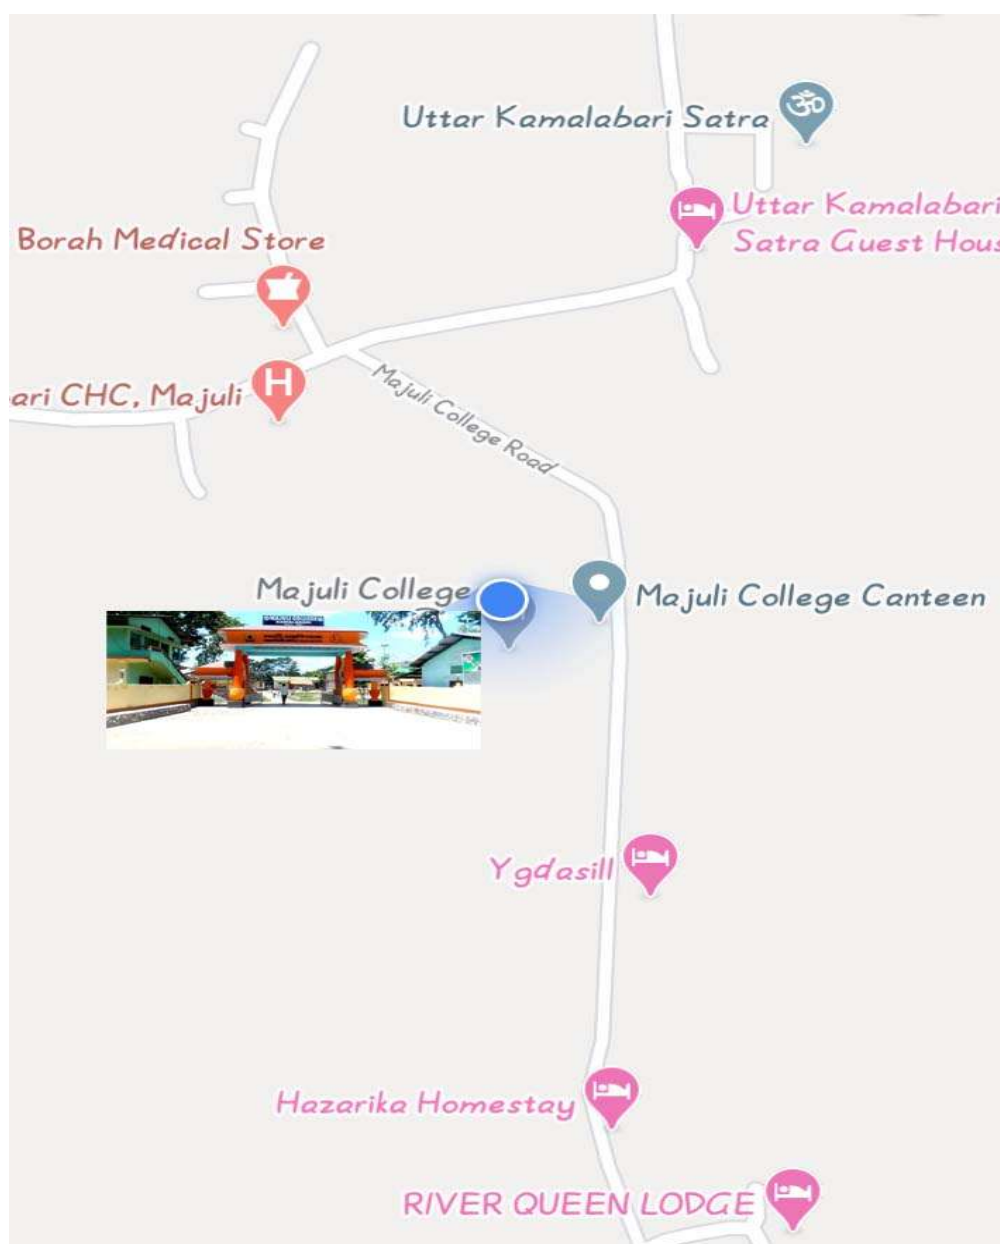 Uttar Kamalabari Satra
Uttar Kamalabari
Satra Guest Hous
Borah Medical Store
ari CHC, Majuli
Majuli College Road
Majuli College
Majuli College Canteen
Ygdasill
Hazarika Homestay
RIVER QUEEN LODGE